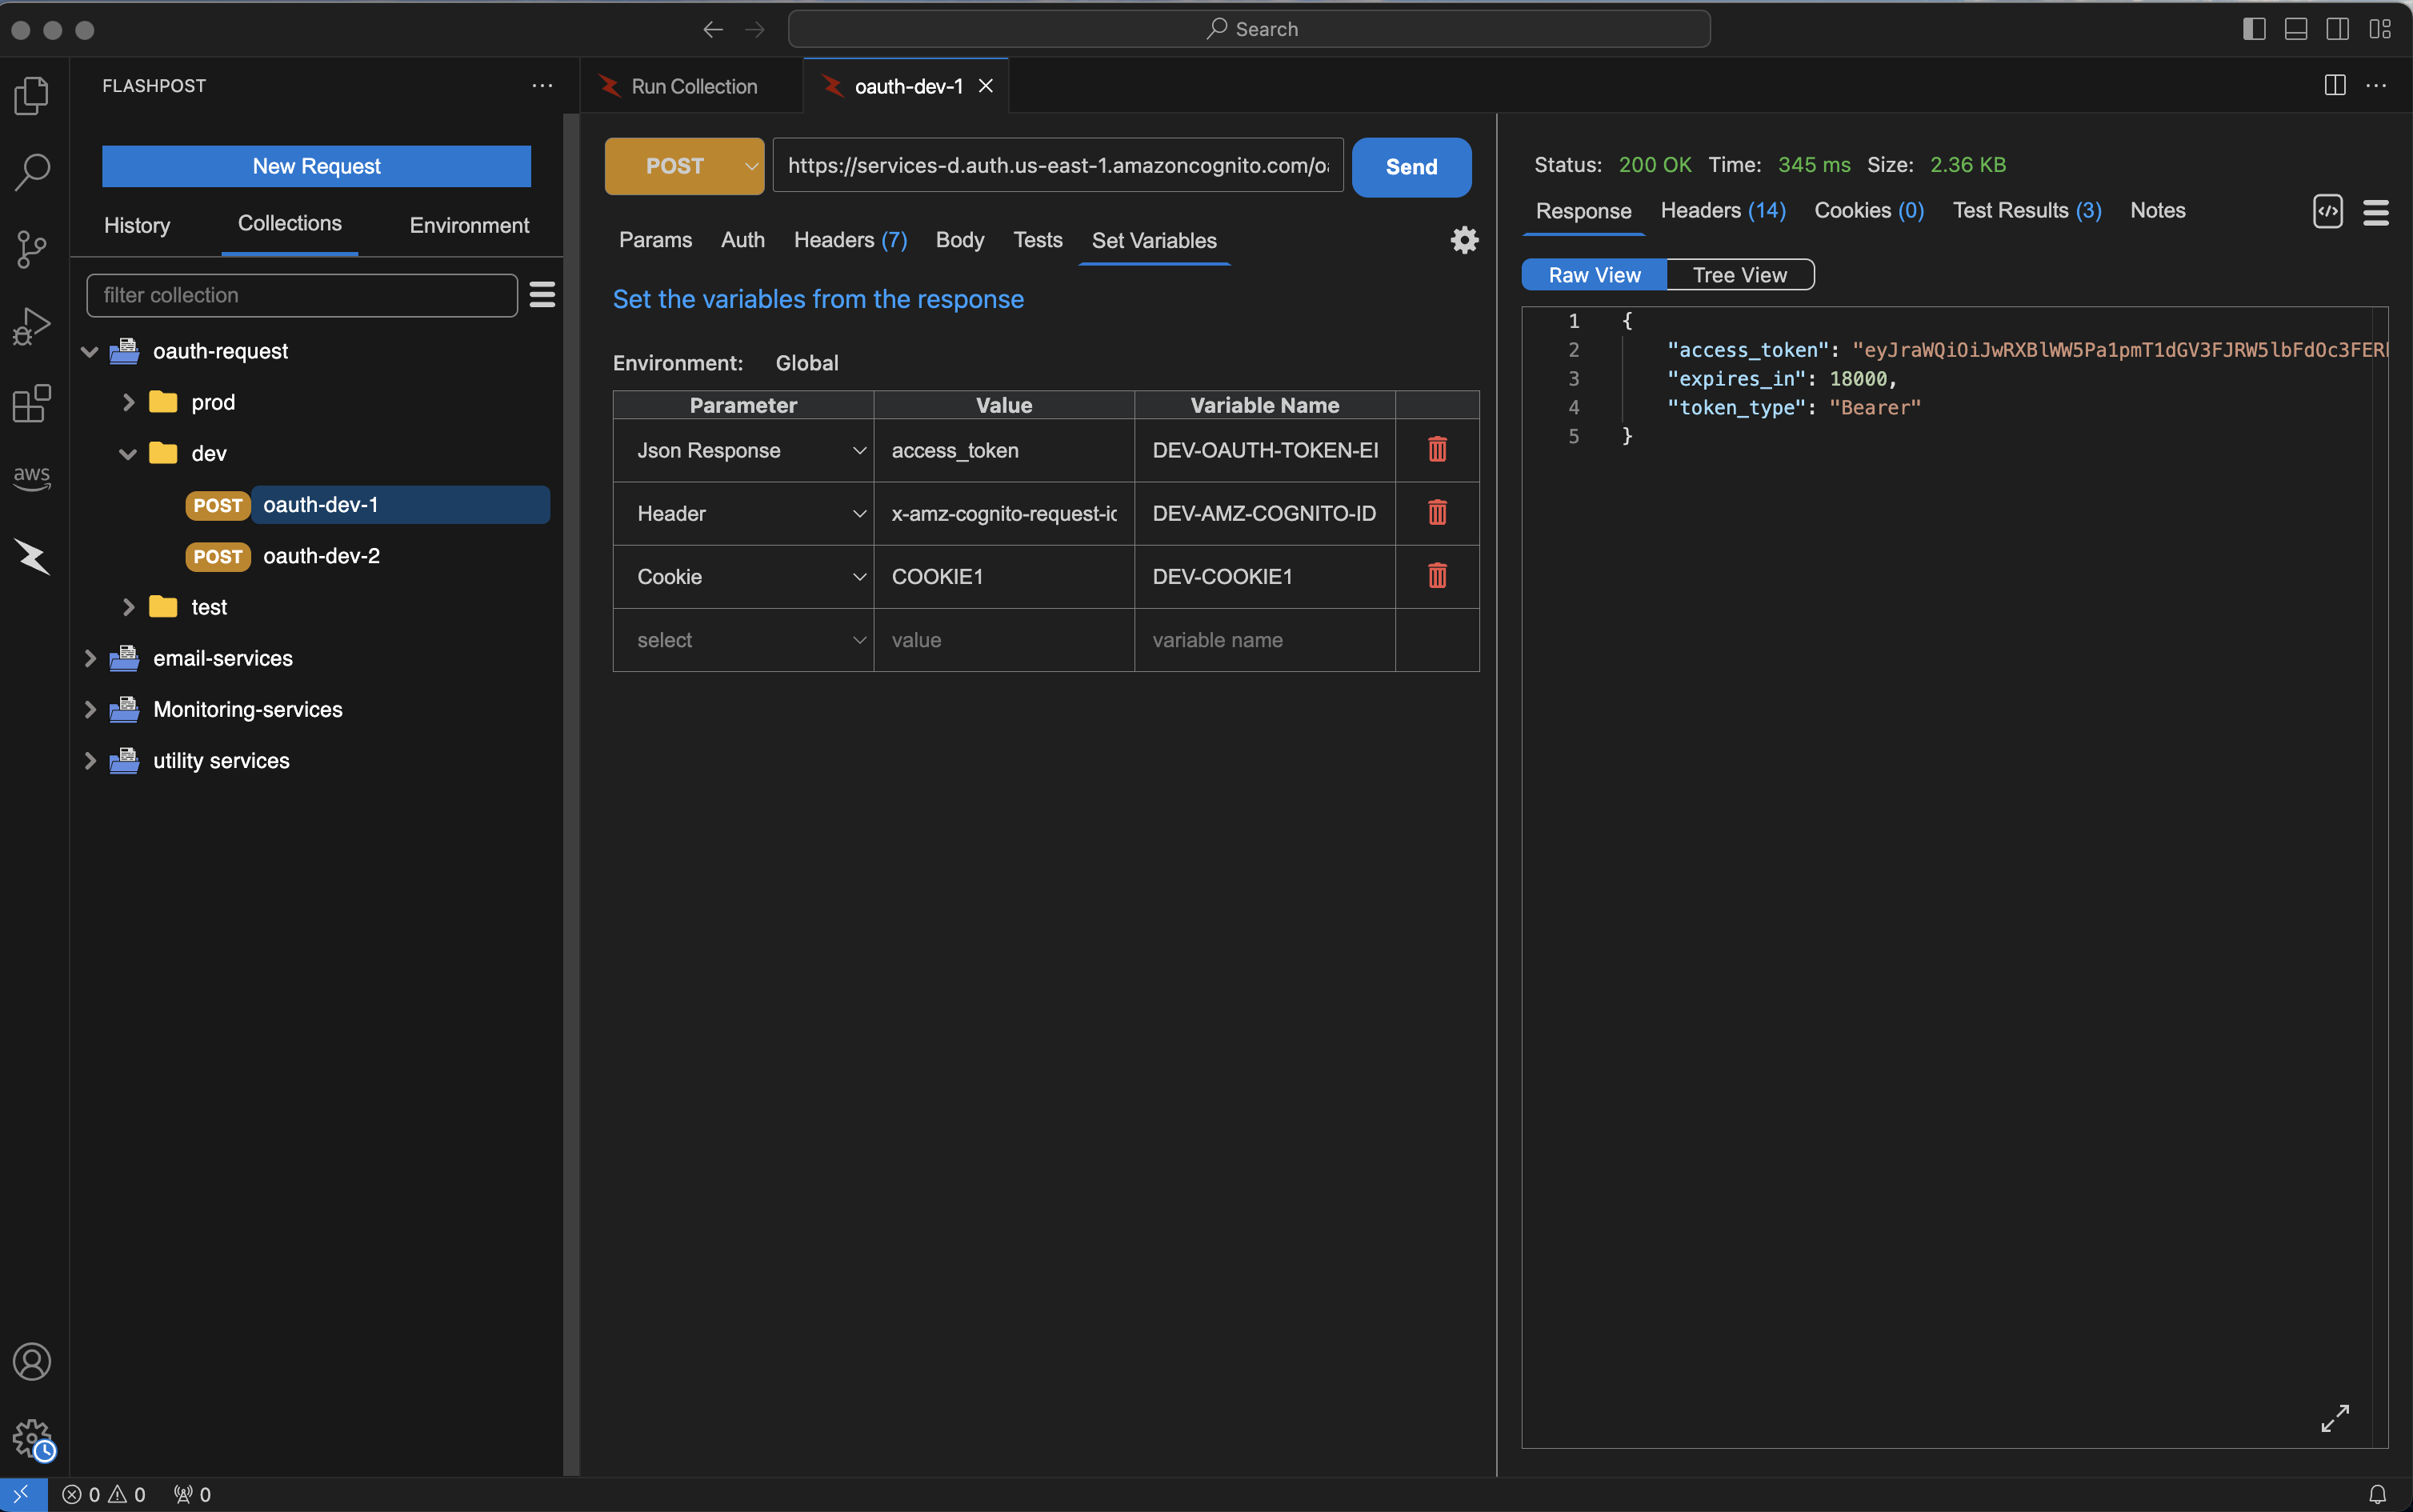 Search
FLASHPOST
Run Collection
oauth-dev-1
New Request
History Collections Environment
filter collection
oauth-request
prod
dev
POST oauth-dev-1
POST oauth-dev-2
test
email-services
Monitoring-services
utility services
aws
POST https://services-d.auth.us-east-1.amazoncognito.com/o Send
Params Auth Headers (7) Body Tests Set Variables
Set the variables from the response
Environment: Global
Parameter Value Variable Name
Json Response access_token DEV-OAUTH-TOKEN-EI
Header x-amz-cognito-request-ic DEV-AMZ-COGNITO-ID
Cookie COOKIE1 DEV-COOKIE1
select value variable name
Status: 200 OK Time: 345 ms Size: 2.36 KB
Response Headers (14) Cookies (0) Test Results (3) Notes
Raw View Tree View
1 {
2 "access_token":
3 "expires_in": 18000,
4 "token_type": "Bearer"
5 }
0 0 0